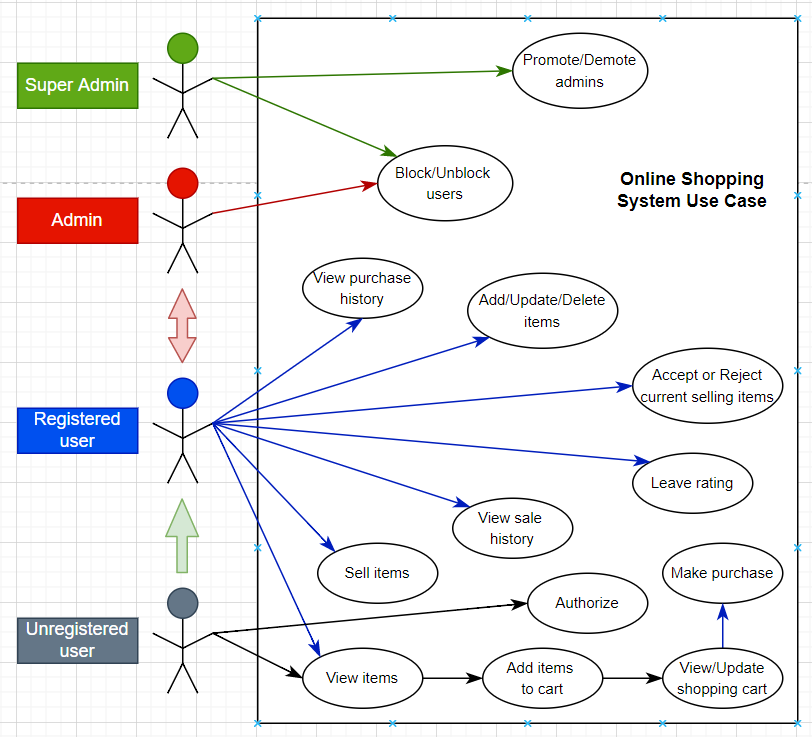 Super Admin
Promote/Demote
admins
Block/Unblock
users
Online Shopping
System Use Case
Admin
View purchase
history
Add/Update/Delete
items
Accept or Reject
current selling items
Registered
user
Leave rating
View sale
history
Sell items
Make purchase
Authorize
Unregistered
user
View items
Add items
to cart
View/Update
shopping cart